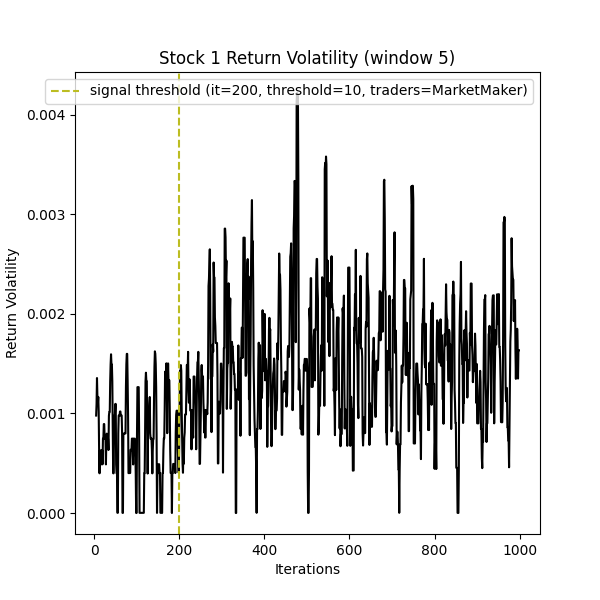 Stock 1 Return Volatility (window 5)
signal threshold (it=200, threshold=10, traders=MarketMaker)
0.004
0.003
0.002
0.001
0.000
Return Volatility
0
200
400
600
800
1000
Iterations